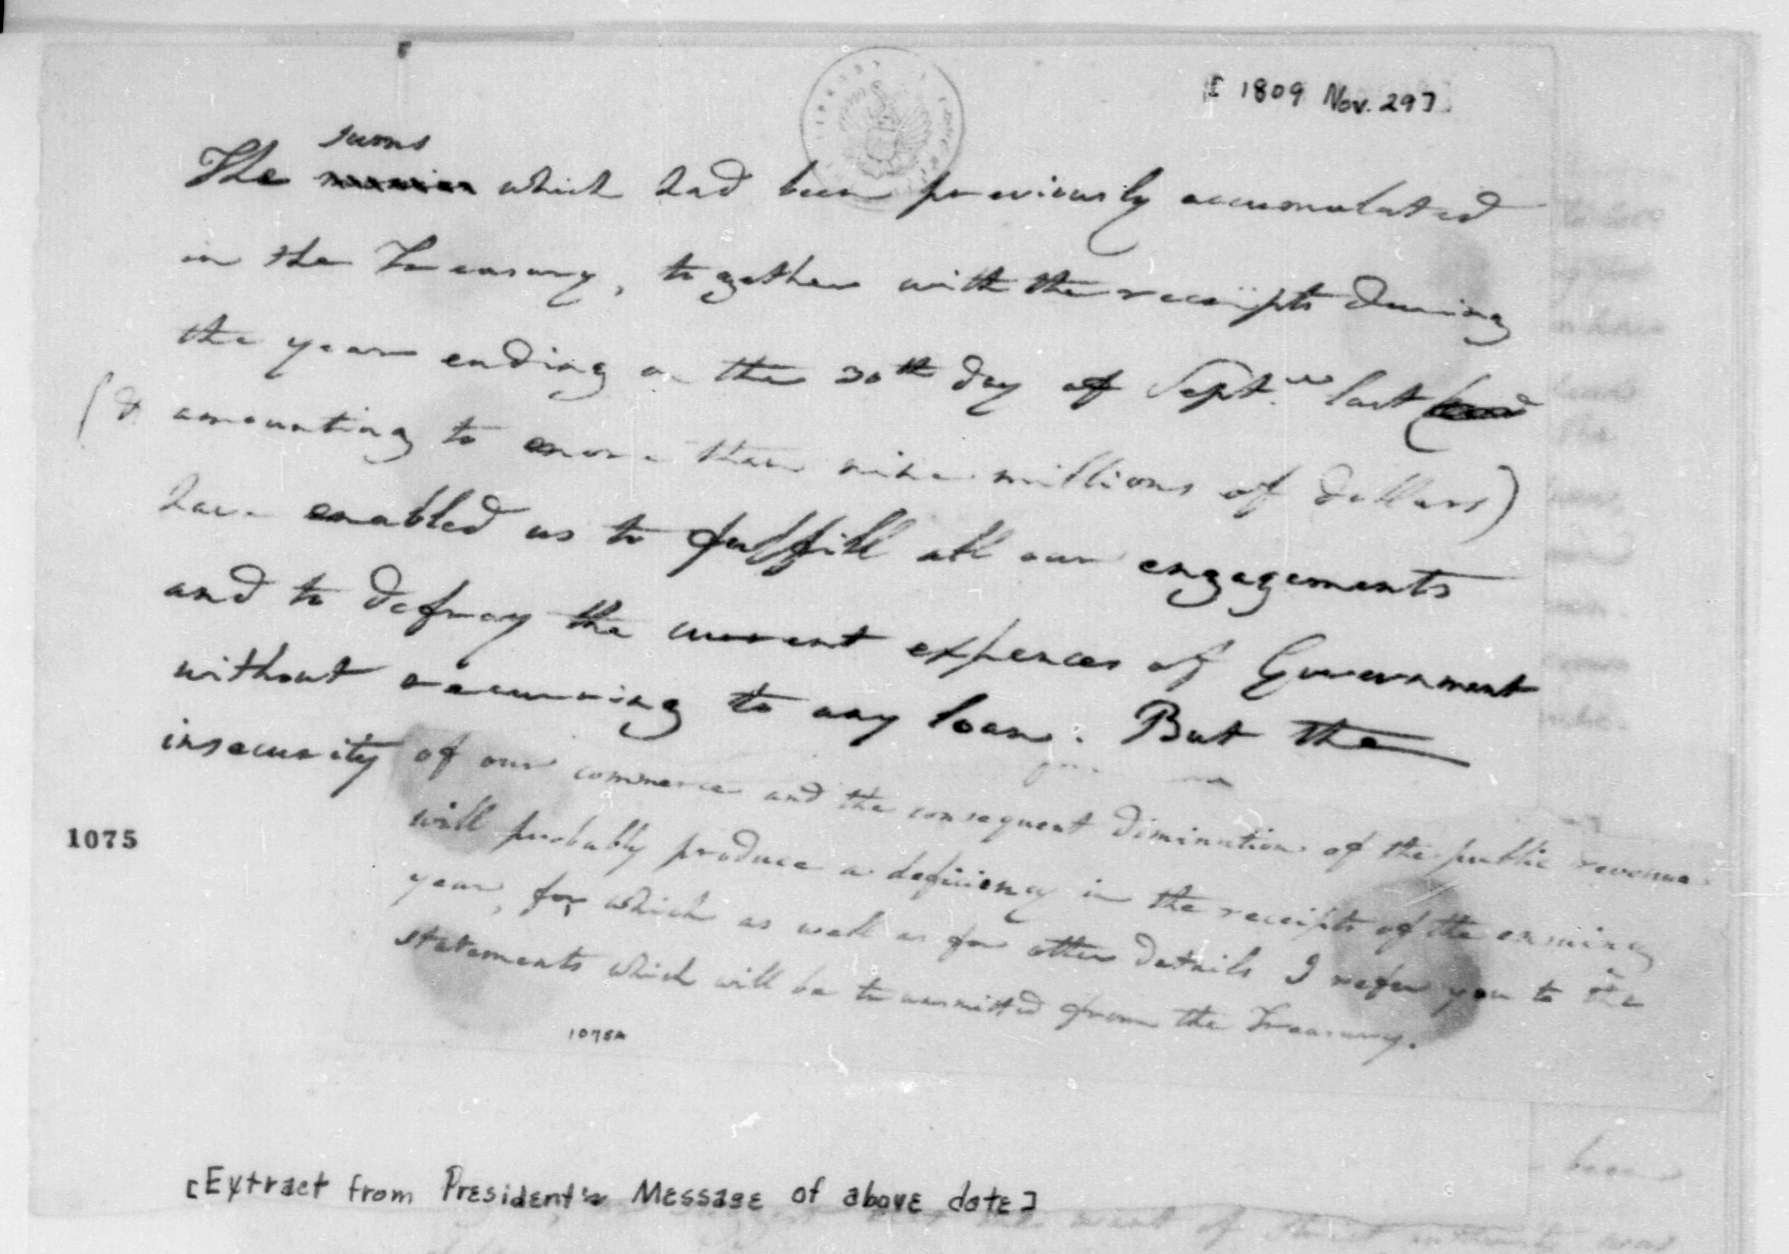 [1809 Nov. 29]
sums
The which had been previously accumulated
in the Treasury, together with the receipts during
the year ending on the 30th day of Septr. last
(& amounting to more than nine millions of dollars)
have enabled us to fulfill all our engagements
and to defray the current expences of Government
without recurring to any loan. But the
insecurity of our commerce and the consequent diminution of the public revenue
will probably produce a deficiency in the receipts of the ensuing
year, for which as well as for other details I refer you to the
statements which will be transmitted from the Treasury.
1075
1075a
[Extract from President's Message of above date]